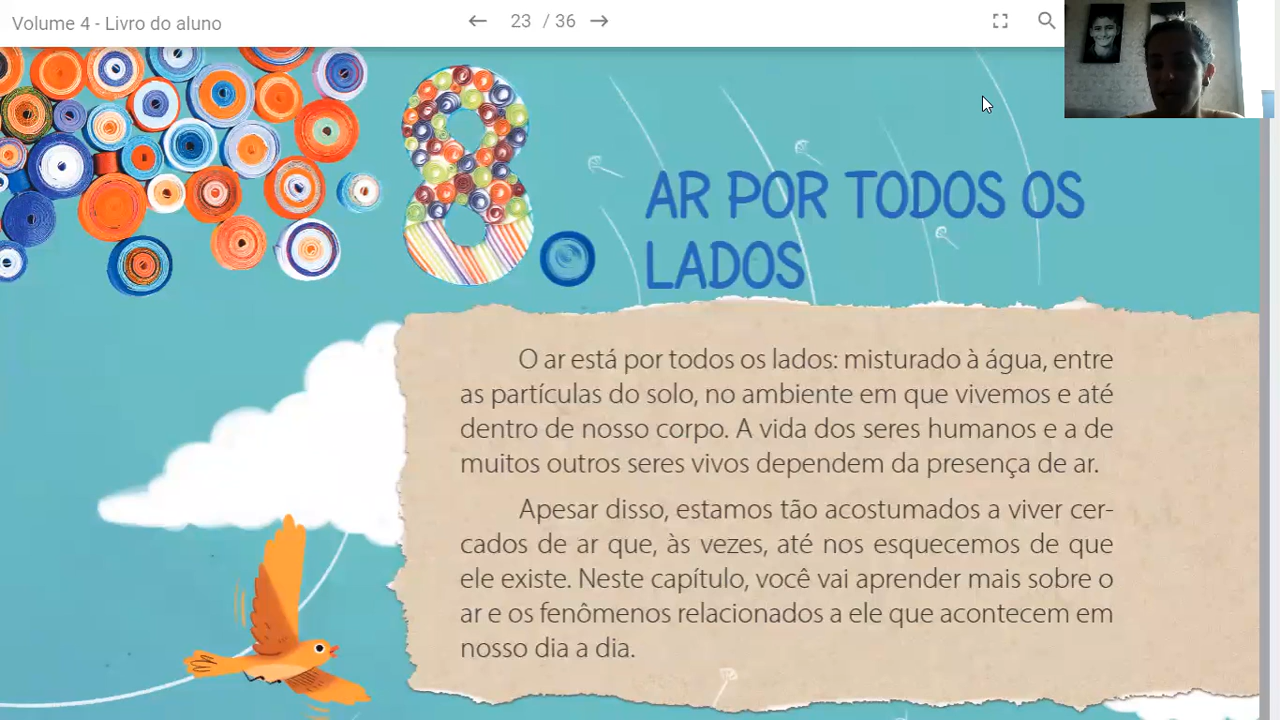 Volume 4 - Livro do aluno
23 / 36
8.
AR POR TODOS OS
LADOS
O ar está por todos os lados: misturado à água, entre
as partículas do solo, no ambiente em que vivemos e até
dentro de nosso corpo. A vida dos seres humanos e a de
muitos outros seres vivos dependem da presença de ar.
Apesar disso, estamos tão acostumados a viver cer-
cados de ar que, às vezes, até nos esquecemos de que
ele existe. Neste capítulo, você vai aprender mais sobre o
ar e os fenômenos relacionados a ele que acontecem em
nosso dia a dia.